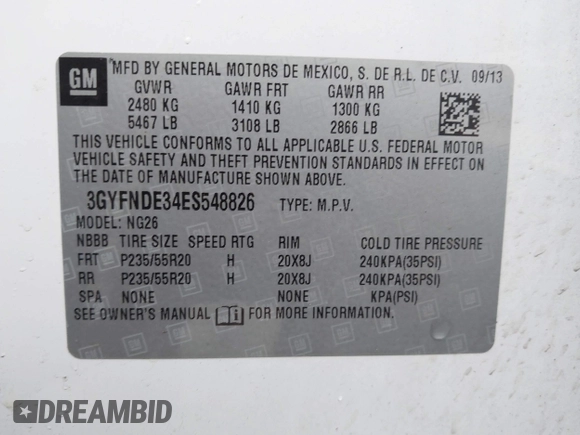 GM
MFD BY GENERAL MOTORS DE MEXICO, S. DE R.L. DE C.V. 09/13
GVWR GAWR FRT GAWR RR
2480 KG 1410 KG 1300 KG
5467 LB 3108 LB 2866 LB
THIS VEHICLE CONFORMS TO ALL APPLICABLE U.S. FEDERAL MOTOR
VEHICLE SAFETY AND THEFT PREVENTION STANDARDS IN EFFECT ON
THE DATE OF MANUFACTURE SHOWN ABOVE.
3GYFNDE34ES548826 TYPE: M.P.V.
MODEL: NG26
NBBB TIRE SIZE SPEED RTG RIM COLD TIRE PRESSURE
FRT P235/55R20 H 20X8J 240KPA(35PSI)
RR P235/55R20 H 20X8J 240KPA(35PSI)
SPA NONE NONE KPA(PSI)
SEE OWNER'S MANUAL FOR MORE INFORMATION.
DREAMBID